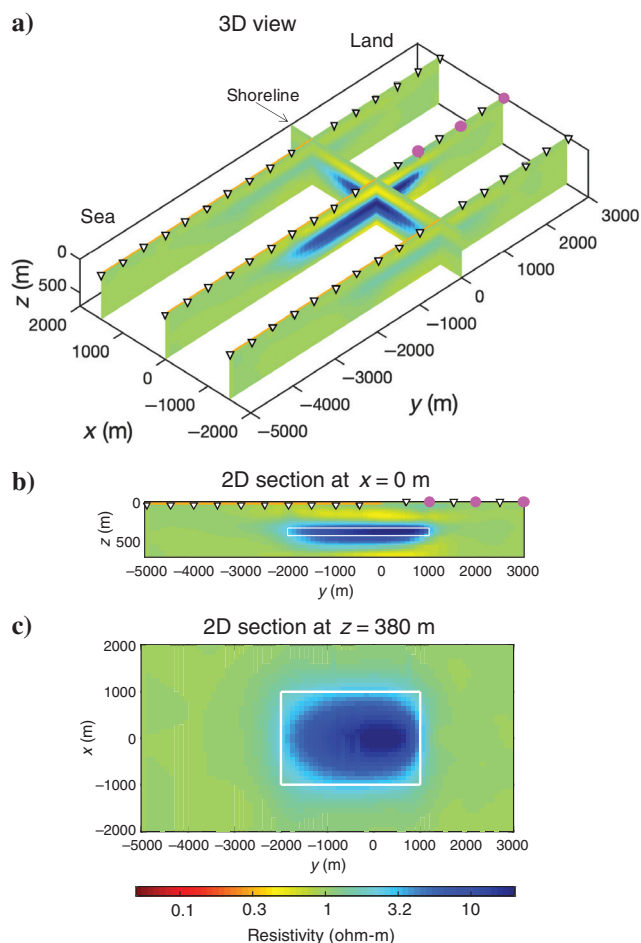 a)
3D view
Land
Shoreline
Sea
0
500
z (m)
2000
1000
0
−1000
−2000
x (m)
−5000
−4000
−3000
−2000
−1000
0
1000
2000
3000
y (m)
b)
2D section at x = 0 m
0
500
z (m)
−5000 −4000 −3000 −2000 −1000 0 1000 2000 3000
y (m)
c)
2D section at z = 380 m
2000
1000
0
−1000
−2000
x (m)
−5000 −4000 −3000 −2000 −1000 0 1000 2000 3000
y (m)
0.1 0.3 1 3.2 10
Resistivity (ohm-m)